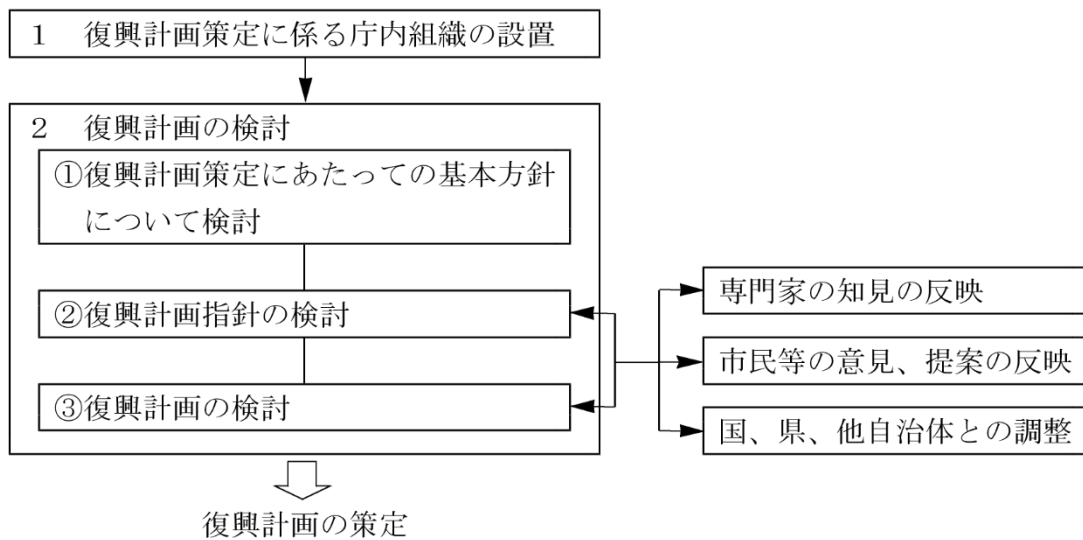 １　復興計画策定に係る庁内組織の設置
２　復興計画の検討
①復興計画策定にあたっての基本方針
について検討
②復興計画指針の検討
③復興計画の検討
専門家の知見の反映
市民等の意見、提案の反映
国、県、他自治体との調整
復興計画の策定